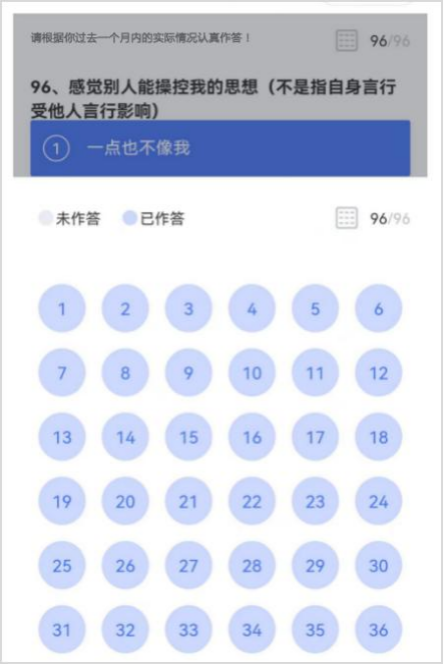 请根据你过去一个月内的实际情况认真作答！
96/96
96、感觉别人能操控我的思想（不是指自身言行
受他人言行影响）
1 一点也不像我
未作答 已作答 96/96
1 2 3 4 5 6
7 8 9 10 11 12
13 14 15 16 17 18
19 20 21 22 23 24
25 26 27 28 29 30
31 32 33 34 35 36